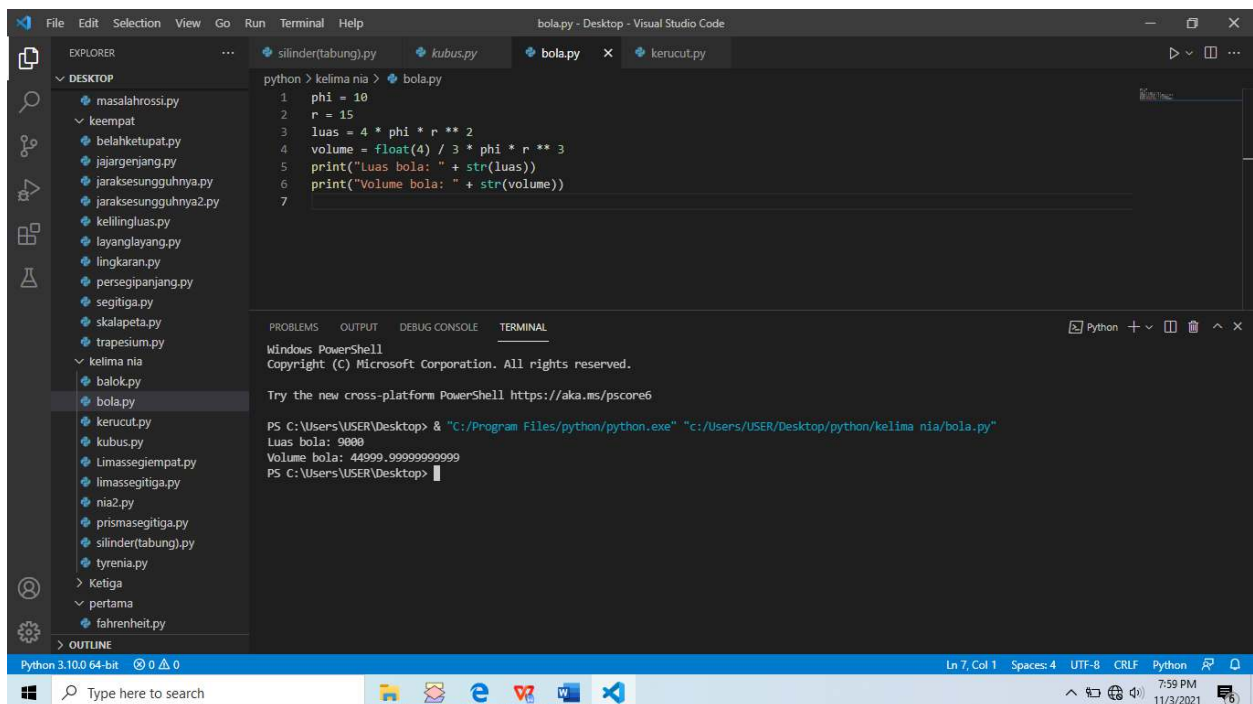 File Edit Selection View Go Run Terminal Help
bola.py - Desktop - Visual Studio Code
EXPLORER
silinder(tabung).py kubus.py bola.py kerucut.py
DESKTOP
python > kelima nia > bola.py
masalahrossi.py
keempat
belahketupat.py
jajargenjang.py
jaraksesungguhnya.py
jaraksesungguhnya2.py
kelilingluas.py
layanglayang.py
lingkaran.py
persegipanjang.py
segitiga.py
skalapeta.py
trapesium.py
kelima nia
balok.py
bola.py
kerucut.py
kubus.py
Limassegiempat.py
limassegitiga.py
nia2.py
prismasegitiga.py
silinder(tabung).py
tyrenia.py
Ketiga
pertama
fahrenheit.py
OUTLINE
1 phi = 10
2 r = 15
3 luas = 4 * phi * r ** 2
4 volume = float(4) / 3 * phi * r ** 3
5 print("Luas bola: " + str(luas))
6 print("Volume bola: " + str(volume))
7
PROBLEMS OUTPUT DEBUG CONSOLE TERMINAL
Python
Windows PowerShell
Copyright (C) Microsoft Corporation. All rights reserved.
Try the new cross-platform PowerShell https://aka.ms/pscore6
PS C:\Users\USER\Desktop> & "C:/Program Files/python/python.exe" "c:/Users/USER/Desktop/python/kelima nia/bola.py"
Luas bola: 9000
Volume bola: 44999.99999999999
PS C:\Users\USER\Desktop>
Python 3.10.0 64-bit 0 0
Ln 7, Col 1 Spaces: 4 UTF-8 CRLF Python
Type here to search
7:59 PM
11/3/2021
6